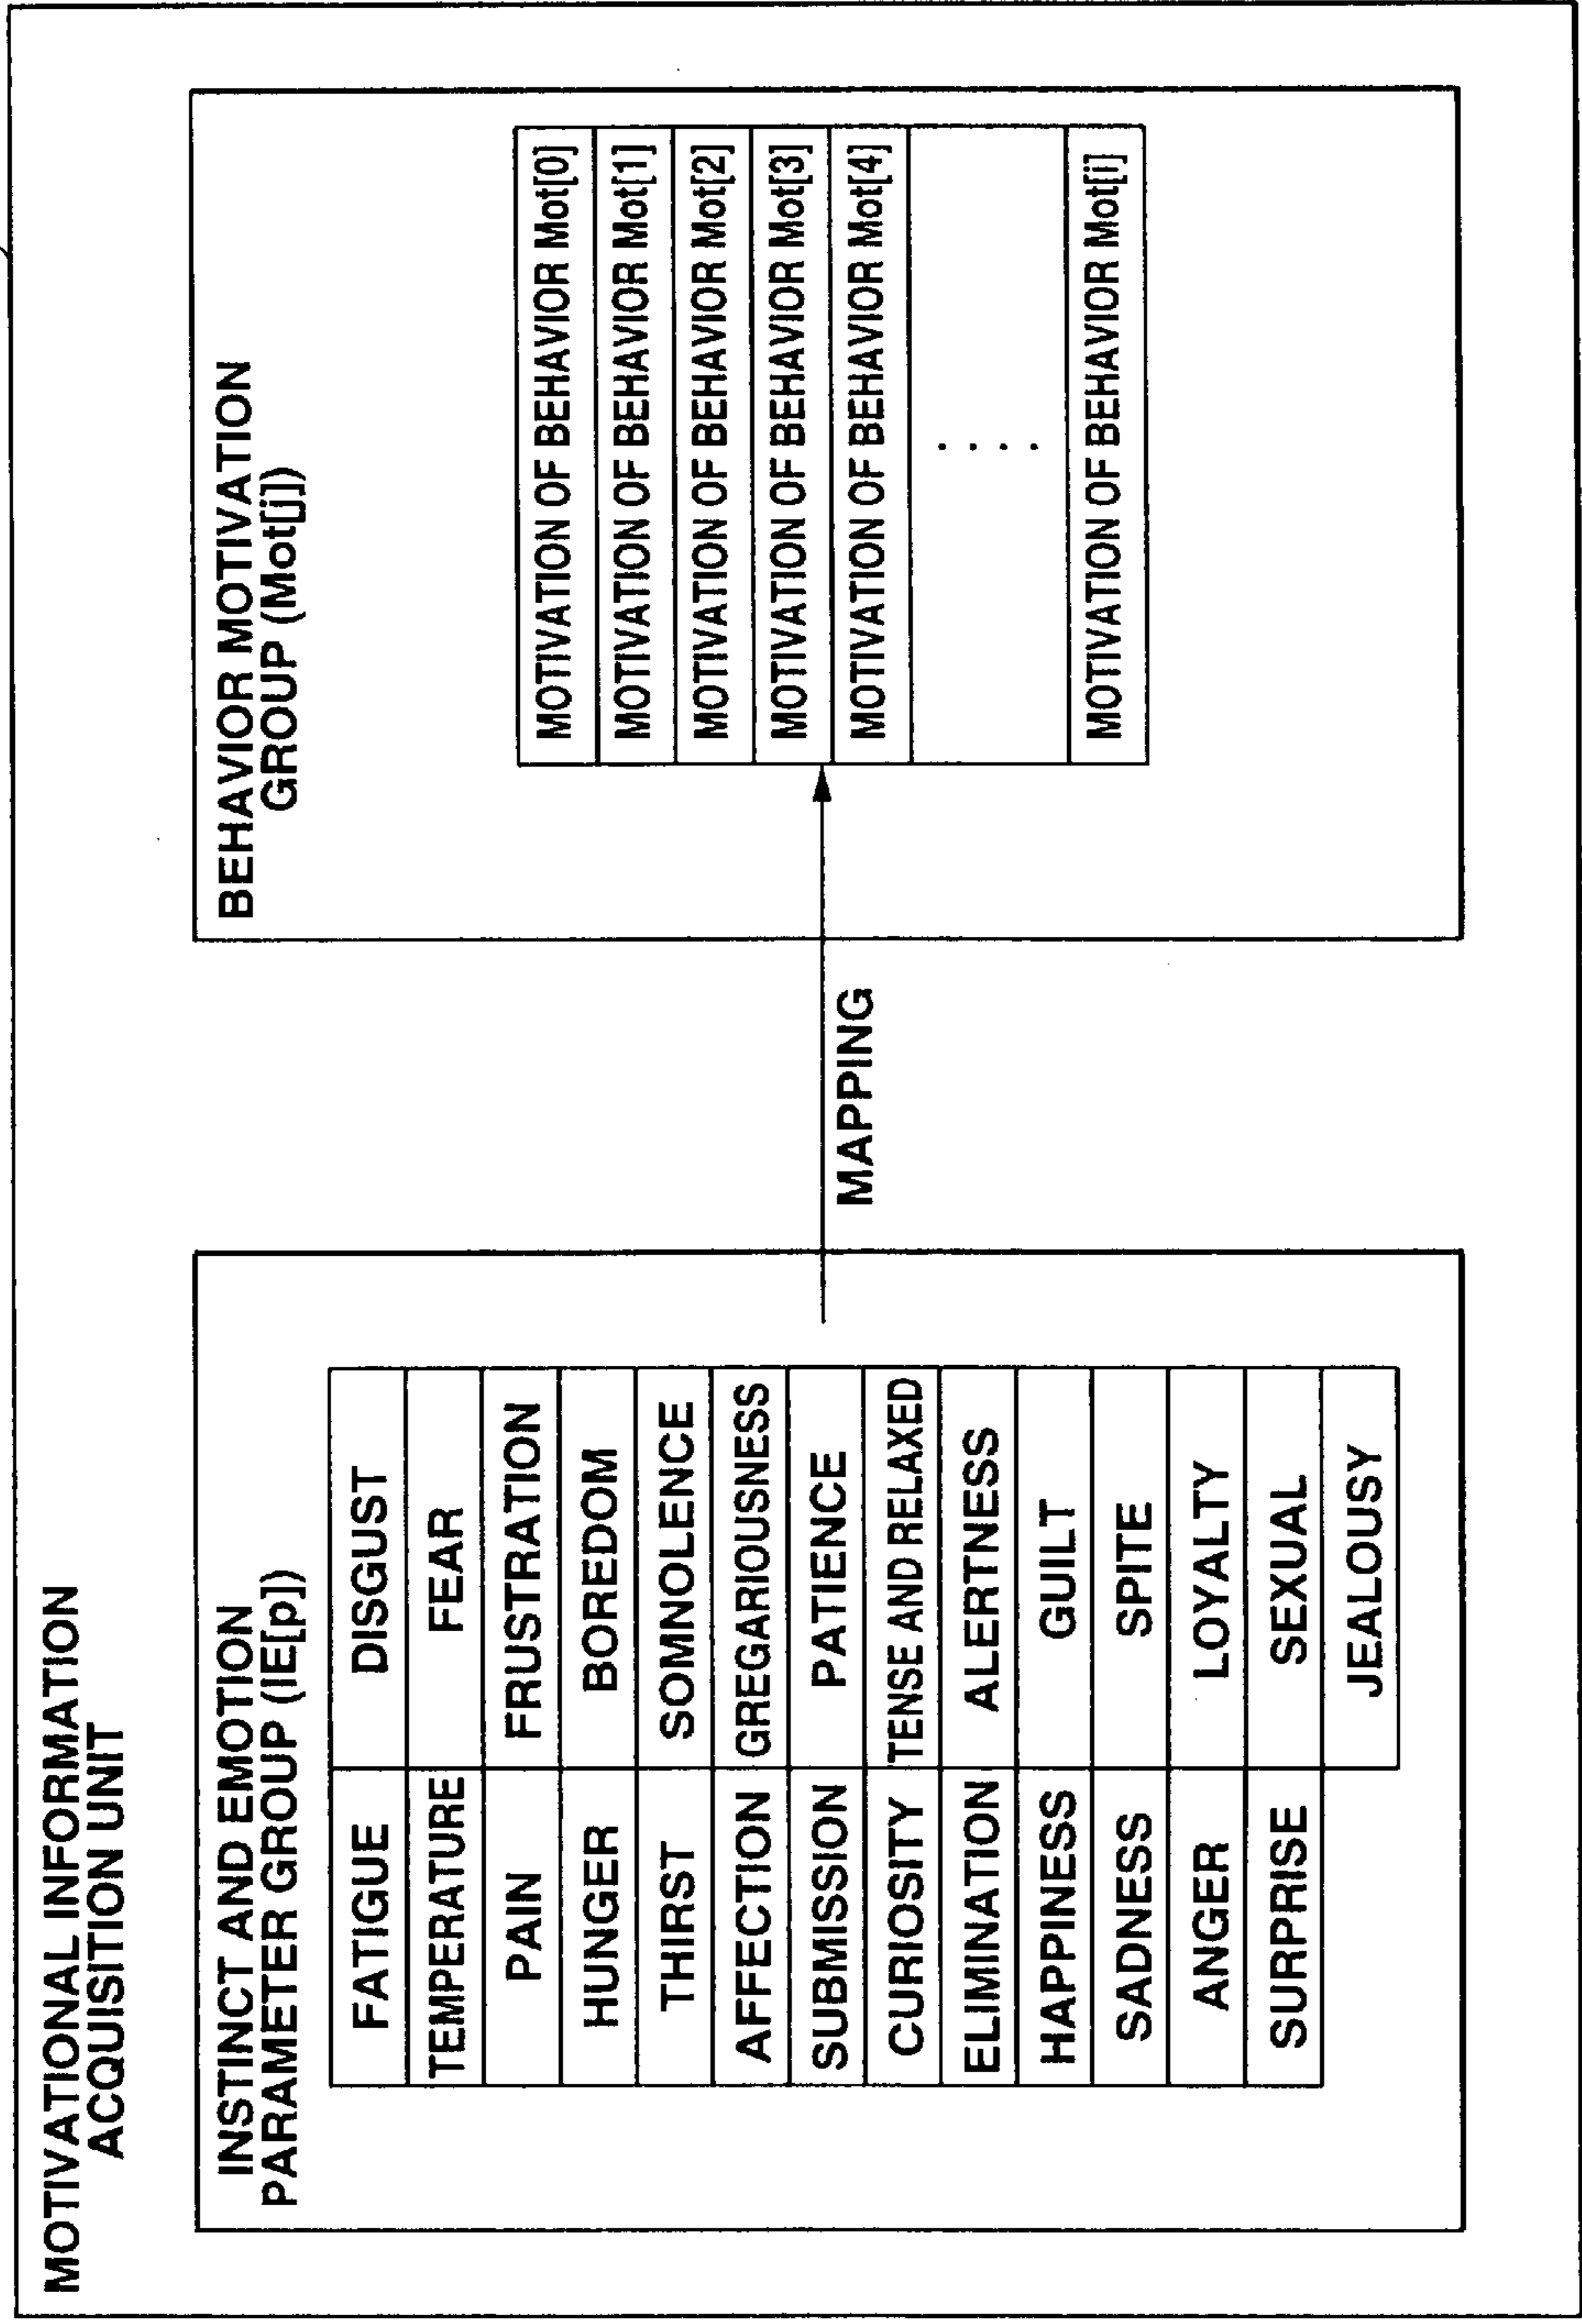 MOTIVATIONAL INFORMATION
ACQUISITION UNIT
INSTINCT AND EMOTION
PARAMETER GROUP (IE[p])
FATIGUE DISGUST
TEMPERATURE FEAR
PAIN FRUSTRATION
HUNGER BOREDOM
THIRST SOMNOLENCE
AFFECTION GREGARIOUSNESS
SUBMISSION PATIENCE
CURIOSITY TENSE AND RELAXED
ELIMINATION ALERTNESS
HAPPINESS GUILT
SADNESS SPITE
ANGER LOYALTY
SURPRISE SEXUAL
JEALOUSY
MAPPING
BEHAVIOR MOTIVATION
GROUP (Mot[j])
MOTIVATION OF BEHAVIOR Mot[0]
MOTIVATION OF BEHAVIOR Mot[1]
MOTIVATION OF BEHAVIOR Mot[2]
MOTIVATION OF BEHAVIOR Mot[3]
MOTIVATION OF BEHAVIOR Mot[4]
. . . .
MOTIVATION OF BEHAVIOR Mot[i]